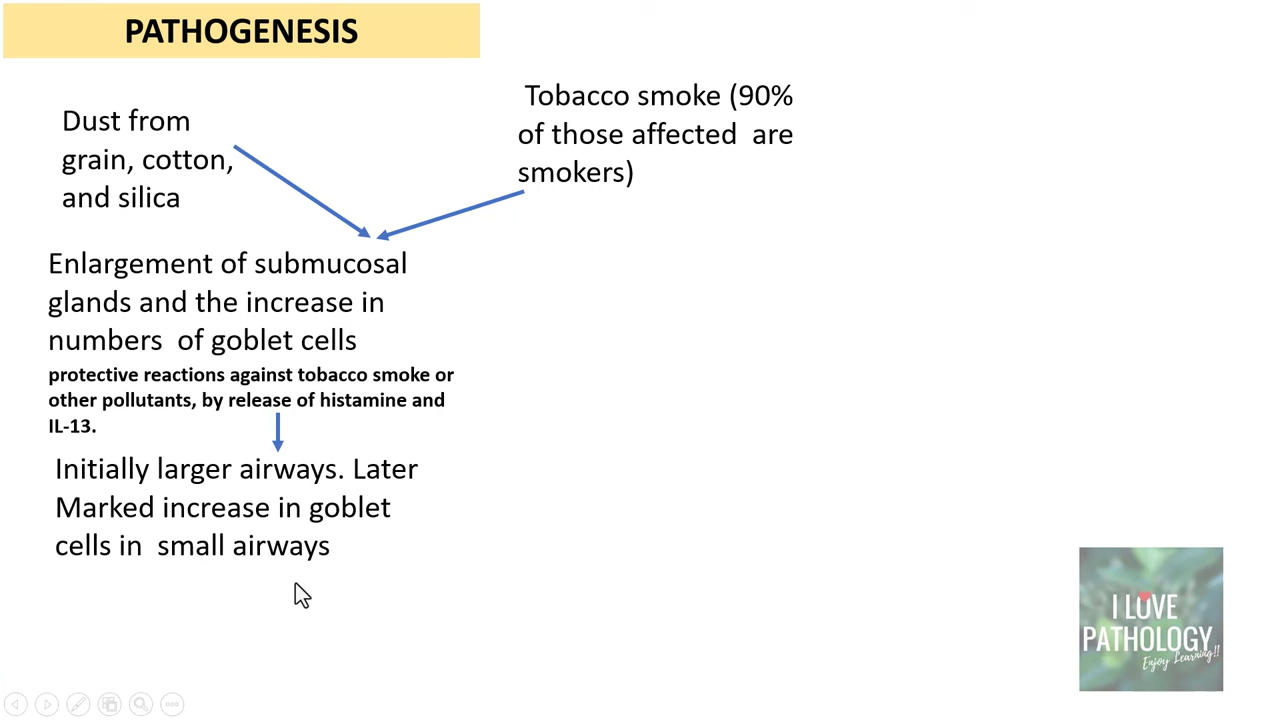 PATHOGENESIS
Dust from
grain, cotton,
and silica
Tobacco smoke (90%
of those affected are
smokers)
Enlargement of submucosal
glands and the increase in
numbers of goblet cells
protective reactions against tobacco smoke or
other pollutants, by release of histamine and
IL-13.
Initially larger airways. Later
Marked increase in goblet
cells in small airways
I LOVE
PATHOLOGY
Enjoy Learning!!